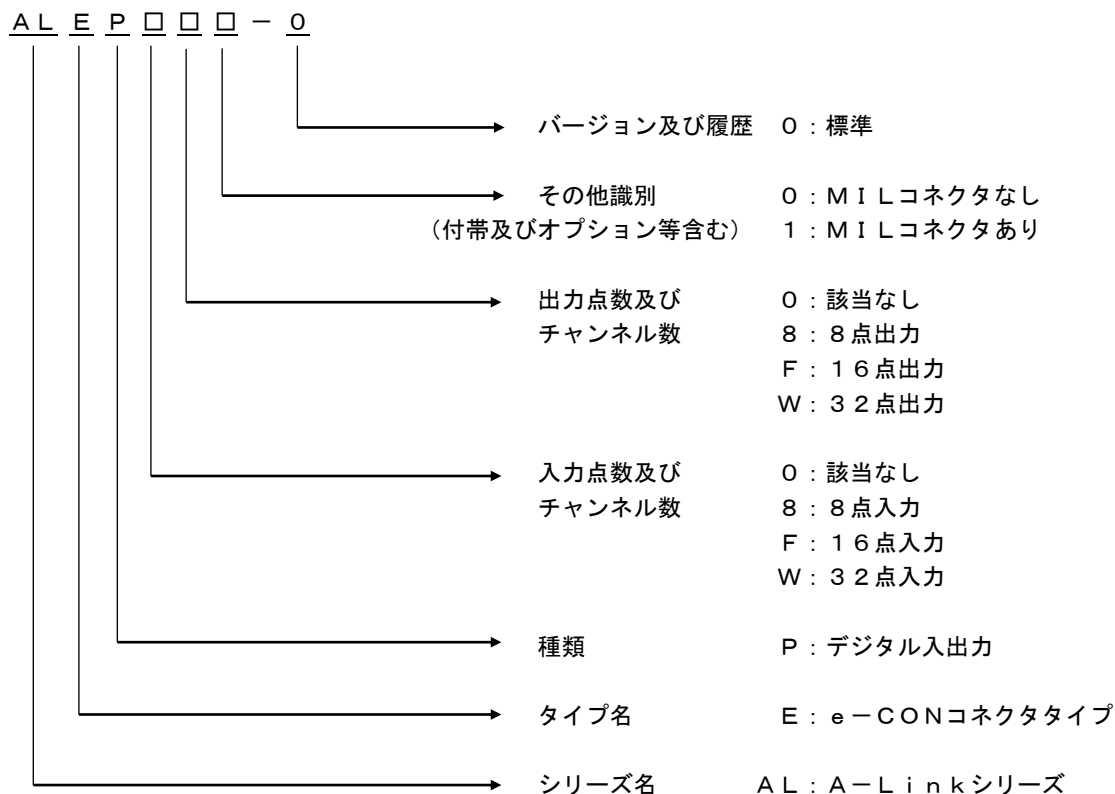 ＡＬ Ｅ Ｐ □ □ □ － ０
バージョン及び履歴　０：標準
その他識別　０：ＭＩＬコネクタなし
（付帯及びオプション等含む）　１：ＭＩＬコネクタあり
出力点数及び　０：該当なし
チャンネル数　８：８点出力
Ｆ：１６点出力
Ｗ：３２点出力
入力点数及び　０：該当なし
チャンネル数　８：８点入力
Ｆ：１６点入力
Ｗ：３２点入力
種類　Ｐ：デジタル入出力
タイプ名　Ｅ：ｅ－ＣＯＮコネクタタイプ
シリーズ名　ＡＬ：Ａ－Ｌｉｎｋシリーズ